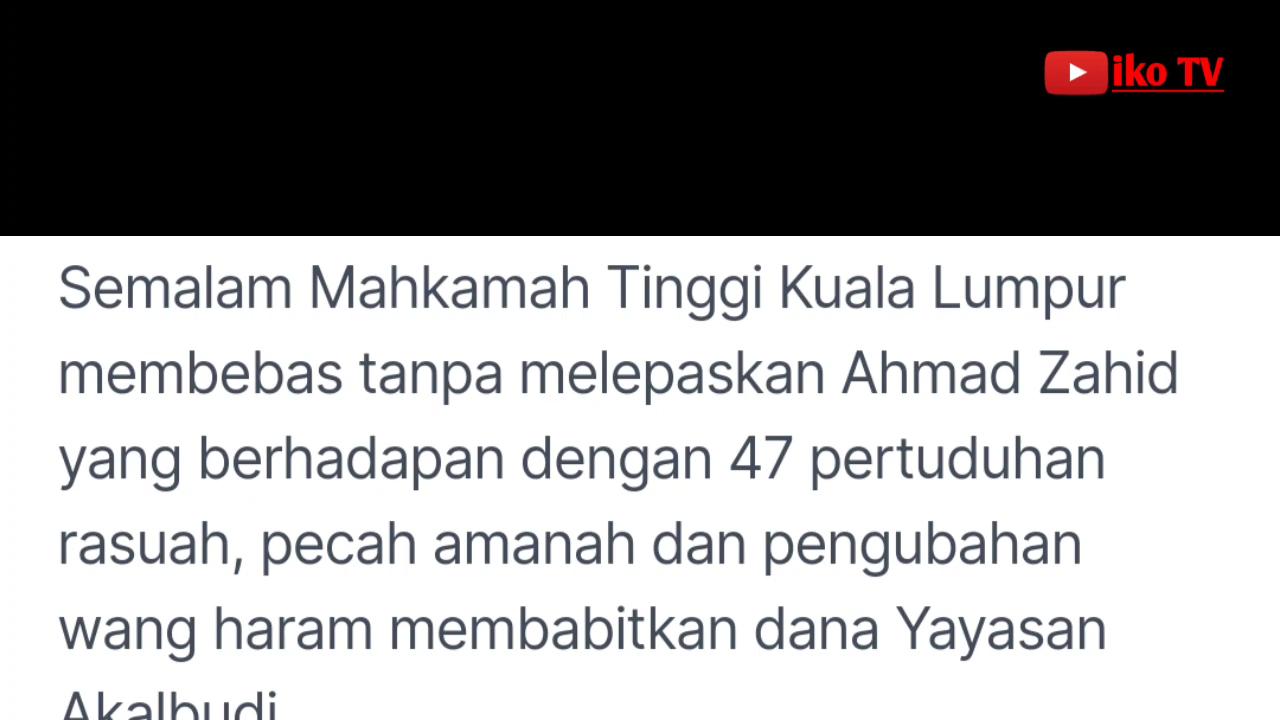 iko TV
Semalam Mahkamah Tinggi Kuala Lumpur
membebas tanpa melepaskan Ahmad Zahid
yang berhadapan dengan 47 pertuduhan
rasuah, pecah amanah dan pengubahan
wang haram membabitkan dana Yayasan
Akalbudi